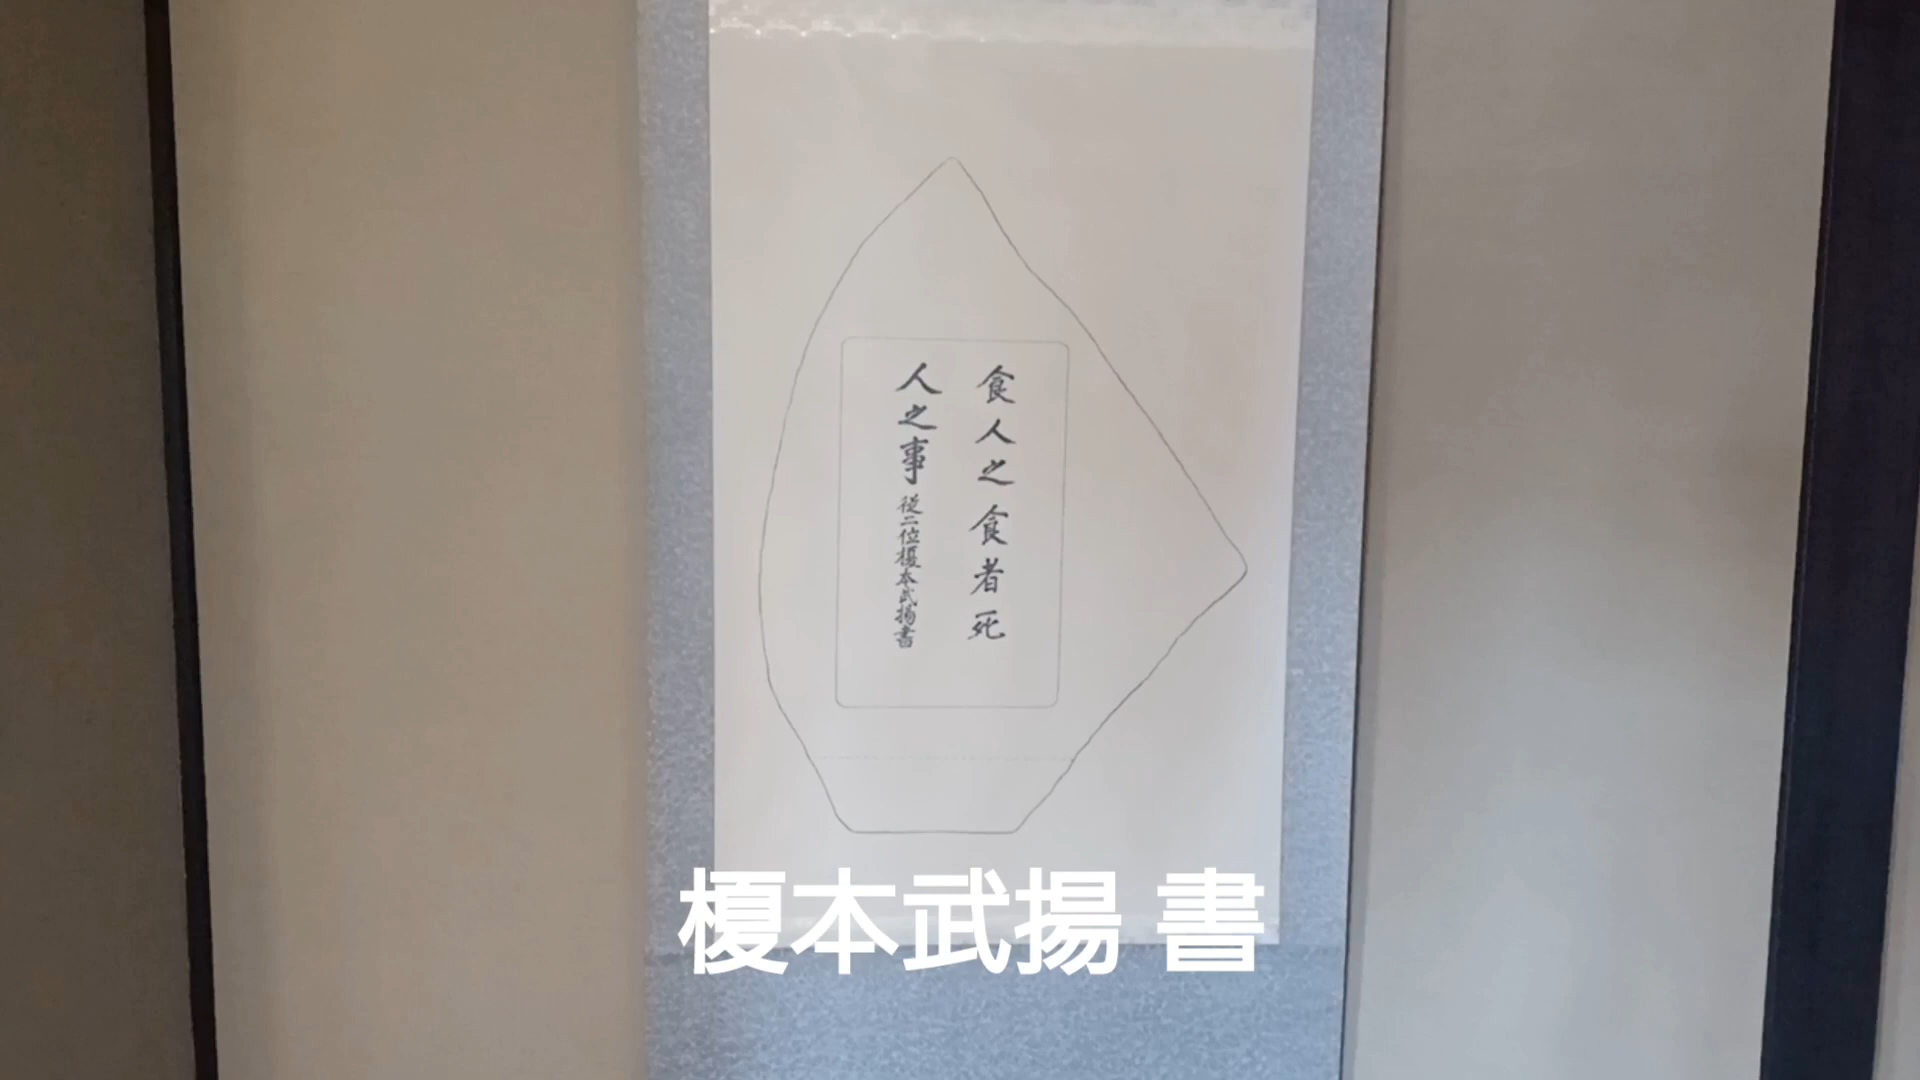 食人之食者死
人之事 従二位榎本武揚書
榎本武揚 書